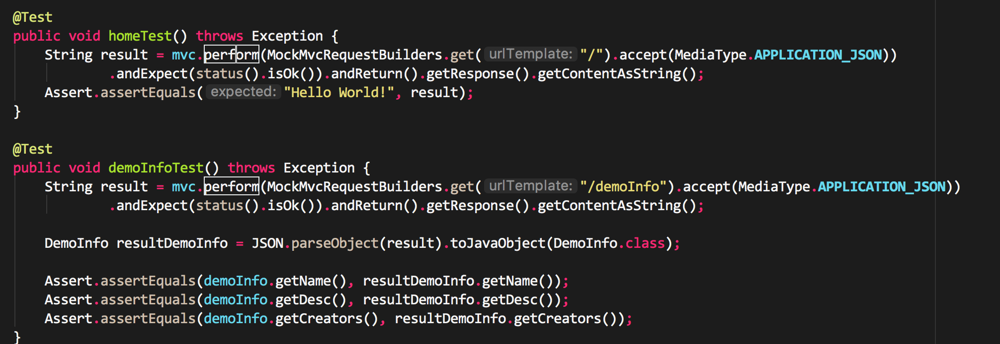 @Test
public void homeTest() throws Exception {
    String result = mvc.perform(MockMvcRequestBuilders.get( urlTemplate: "/").accept(MediaType.APPLICATION_JSON))
            .andExpect(status().isOk()).andReturn().getResponse().getContentAsString();
    Assert.assertEquals( expected: "Hello World!", result);
}
@Test
public void demoInfoTest() throws Exception {
    String result = mvc.perform(MockMvcRequestBuilders.get( urlTemplate: "/demoInfo").accept(MediaType.APPLICATION_JSON))
            .andExpect(status().isOk()).andReturn().getResponse().getContentAsString();
    DemoInfo resultDemoInfo = JSON.parseObject(result).toJavaObject(DemoInfo.class);
    Assert.assertEquals(demoInfo.getName(), resultDemoInfo.getName());
    Assert.assertEquals(demoInfo.getDesc(), resultDemoInfo.getDesc());
    Assert.assertEquals(demoInfo.getCreators(), resultDemoInfo.getCreators());
}